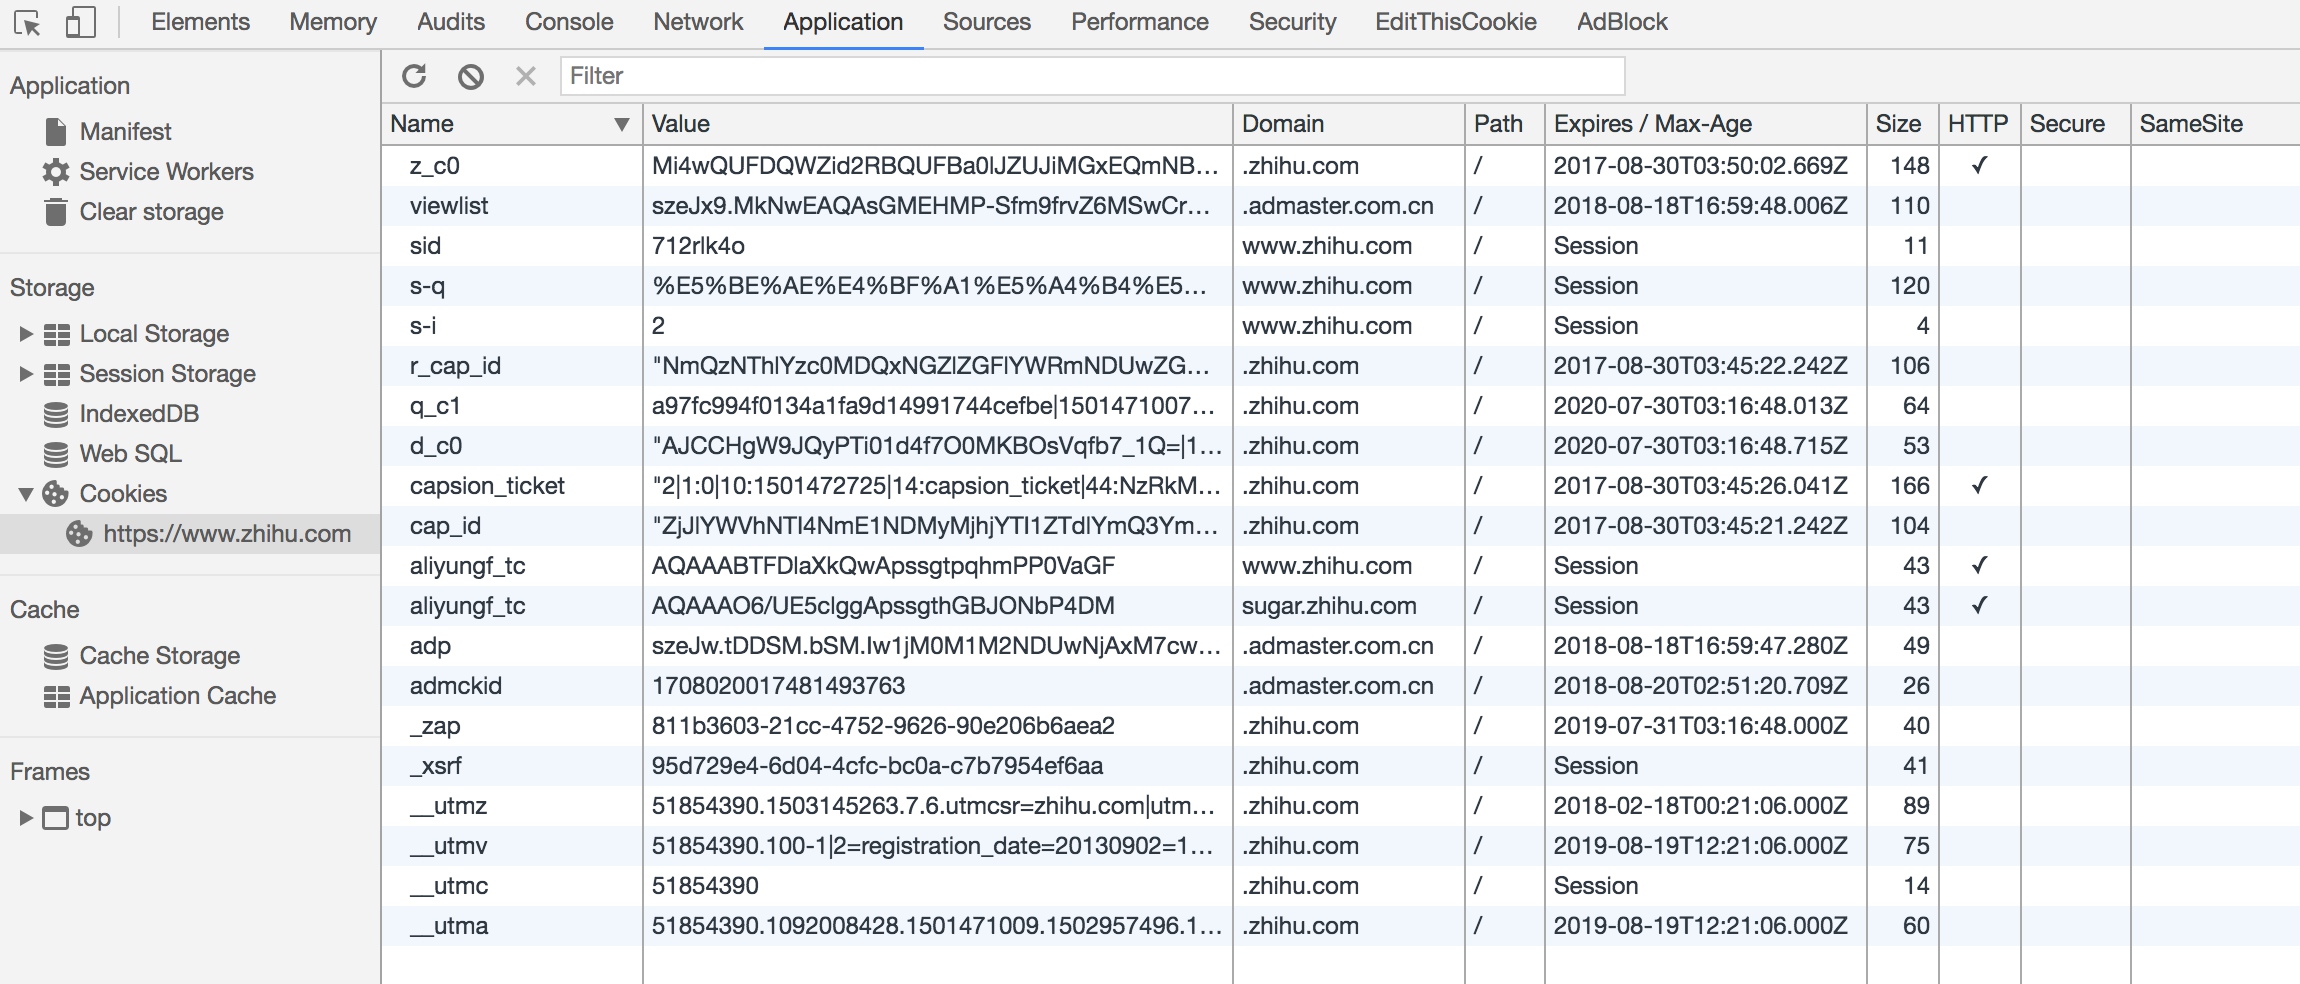 Elements Memory Audits Console Network Application Sources Performance Security EditThisCookie AdBlock
Application
Manifest
Service Workers
Clear storage
Storage
Local Storage
Session Storage
IndexedDB
Web SQL
Cookies
https://www.zhihu.com
Cache
Cache Storage
Application Cache
Frames
top
Filter
Name Value Domain Path Expires / Max-Age Size HTTP Secure SameSite
z_c0 Mi4wQUFDQWZid2RBQUFBa0lJZUJiMGxEQmNB... .zhihu.com / 2017-08-30T03:50:02.669Z 148 ✓
viewlist szeJx9.MkNwEAQAsGMEHMP-Sfm9frvZ6MSwCr... .admaster.com.cn / 2018-08-18T16:59:48.006Z 110
sid 712rlk4o www.zhihu.com / Session 11
s-q %E5%BE%AE%E4%BF%A1%E5%A4%B4%E5... www.zhihu.com / Session 120
s-i 2 www.zhihu.com / Session 4
r_cap_id "NmQzNThlYzc0MDQxNGZlZGFlYWRmNDUwZG... .zhihu.com / 2017-08-30T03:45:22.242Z 106
q_c1 a97fc994f0134a1fa9d14991744cefbe|1501471007... .zhihu.com / 2020-07-30T03:16:48.013Z 64
d_c0 "AJCCHgW9JQyPTi01d4f7O0MKBOsVqfb7_1Q=|1... .zhihu.com / 2020-07-30T03:16:48.715Z 53
capsion_ticket "2|1:0|10:1501472725|14:capsion_ticket|44:NzRkM... .zhihu.com / 2017-08-30T03:45:26.041Z 166 ✓
cap_id "ZjJlYWVhNTI4NmE1NDMyMjhjYTI1ZTdlYmQ3Ym... .zhihu.com / 2017-08-30T03:45:21.242Z 104
aliyungf_tc AQAAABTFDlaXkQwApssgtpqhmPP0VaGF www.zhihu.com / Session 43 ✓
aliyungf_tc AQAAAO6/UE5clggApssgthGBJONbP4DM sugar.zhihu.com / Session 43 ✓
adp szeJw.tDDSM.bSM.Iw1jM0M1M2NDUwNjAxM7cw... .admaster.com.cn / 2018-08-18T16:59:47.280Z 49
admckid 1708020017481493763 .admaster.com.cn / 2018-08-20T02:51:20.709Z 26
_zap 811b3603-21cc-4752-9626-90e206b6aea2 .zhihu.com / 2019-07-31T03:16:48.000Z 40
_xsrf 95d729e4-6d04-4cfc-bc0a-c7b7954ef6aa .zhihu.com / Session 41
__utmz 51854390.1503145263.7.6.utmcsr=zhihu.com|utm... .zhihu.com / 2018-02-18T00:21:06.000Z 89
__utmv 51854390.100-1|2=registration_date=20130902=1... .zhihu.com / 2019-08-19T12:21:06.000Z 75
__utmc 51854390 .zhihu.com / Session 14
__utma 51854390.1092008428.1501471009.1502957496.1... .zhihu.com / 2019-08-19T12:21:06.000Z 60